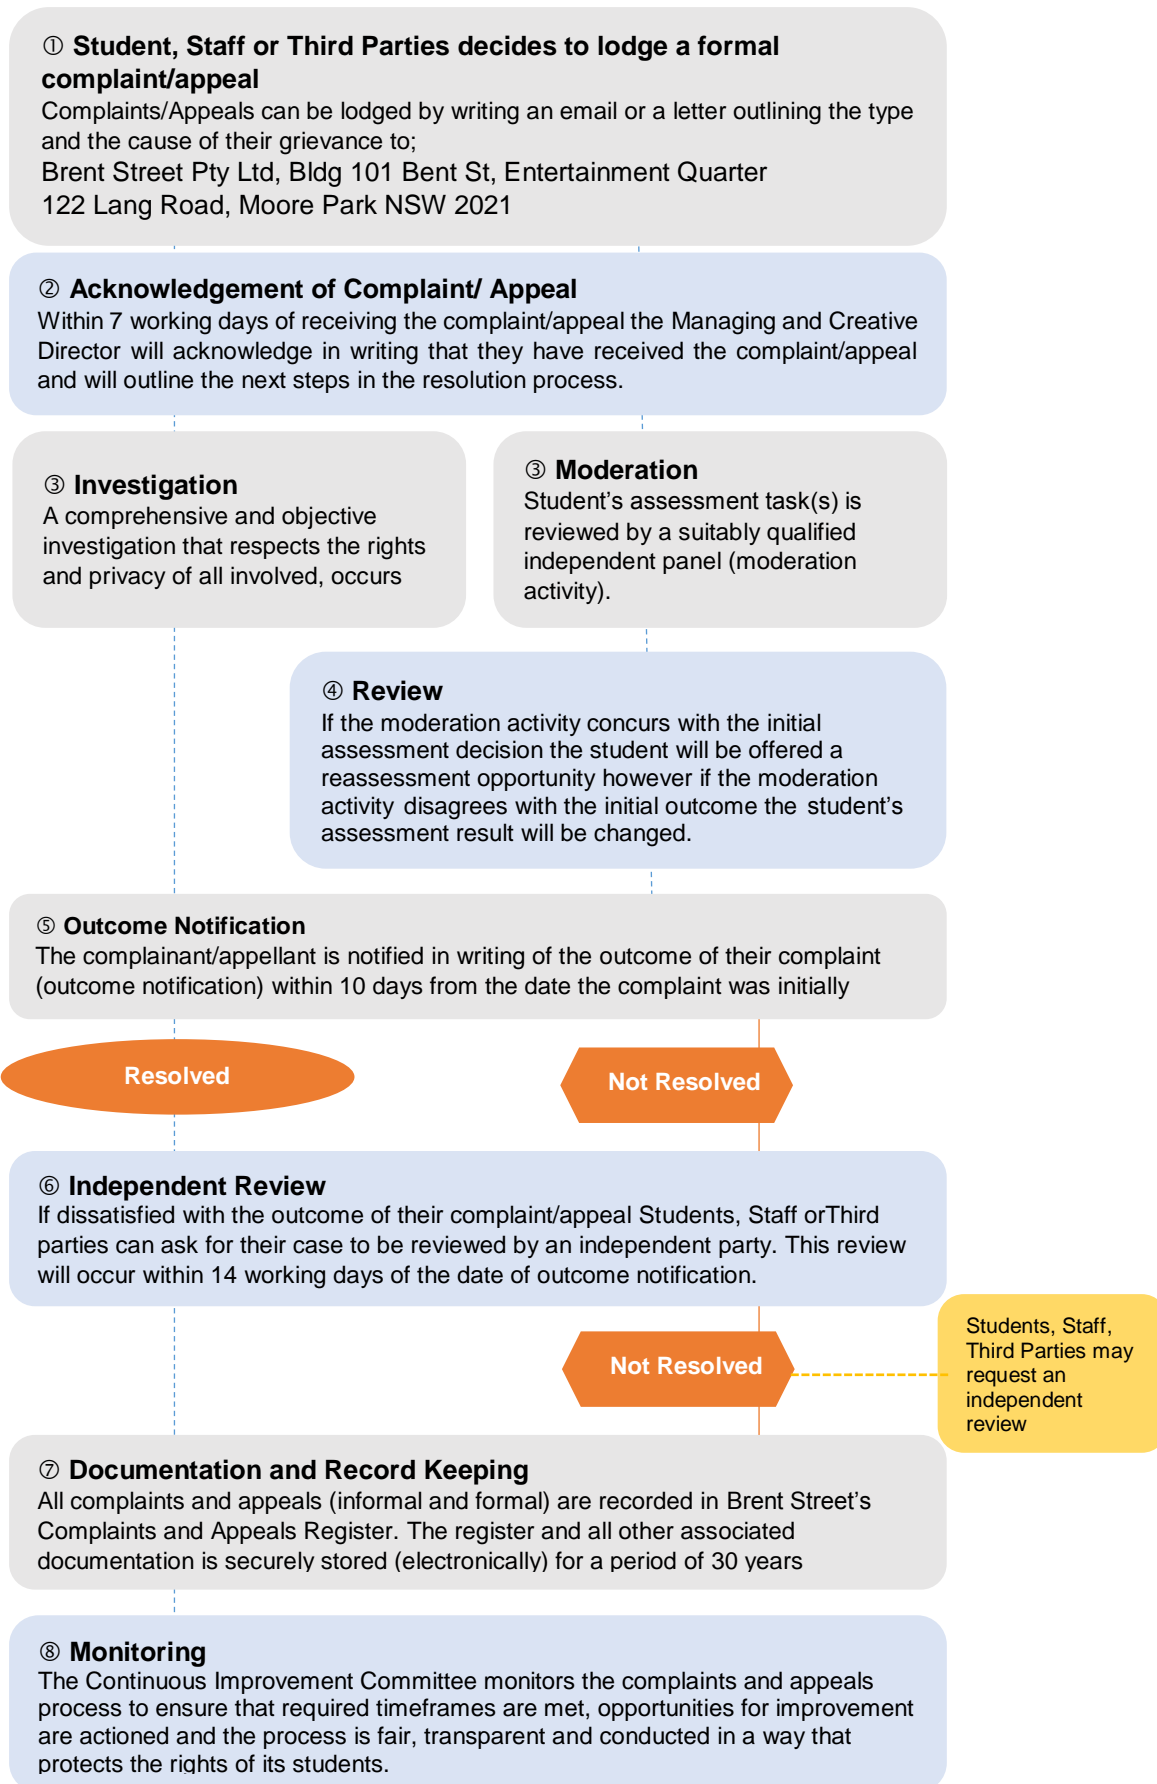 ① Student, Staff or Third Parties decides to lodge a formal
complaint/appeal
Complaints/Appeals can be lodged by writing an email or a letter outlining the type
and the cause of their grievance to;
Brent Street Pty Ltd, Bldg 101 Bent St, Entertainment Quarter
122 Lang Road, Moore Park NSW 2021
② Acknowledgement of Complaint/ Appeal
Within 7 working days of receiving the complaint/appeal the Managing and Creative
Director will acknowledge in writing that they have received the complaint/appeal
and will outline the next steps in the resolution process.
③ Investigation
A comprehensive and objective
investigation that respects the rights
and privacy of all involved, occurs
③ Moderation
Student’s assessment task(s) is
reviewed by a suitably qualified
independent panel (moderation
activity).
④ Review
If the moderation activity concurs with the initial
assessment decision the student will be offered a
reassessment opportunity however if the moderation
activity disagrees with the initial outcome the student’s
assessment result will be changed.
⑤ Outcome Notification
The complainant/appellant is notified in writing of the outcome of their complaint
(outcome notification) within 10 days from the date the complaint was initially
Resolved
Not Resolved
⑥ Independent Review
If dissatisfied with the outcome of their complaint/appeal Students, Staff orThird
parties can ask for their case to be reviewed by an independent party. This review
will occur within 14 working days of the date of outcome notification.
Not Resolved
Students, Staff,
Third Parties may
request an
independent
review
⑦ Documentation and Record Keeping
All complaints and appeals (informal and formal) are recorded in Brent Street’s
Complaints and Appeals Register. The register and all other associated
documentation is securely stored (electronically) for a period of 30 years
⑧ Monitoring
The Continuous Improvement Committee monitors the complaints and appeals
process to ensure that required timeframes are met, opportunities for improvement
are actioned and the process is fair, transparent and conducted in a way that
protects the rights of its students.